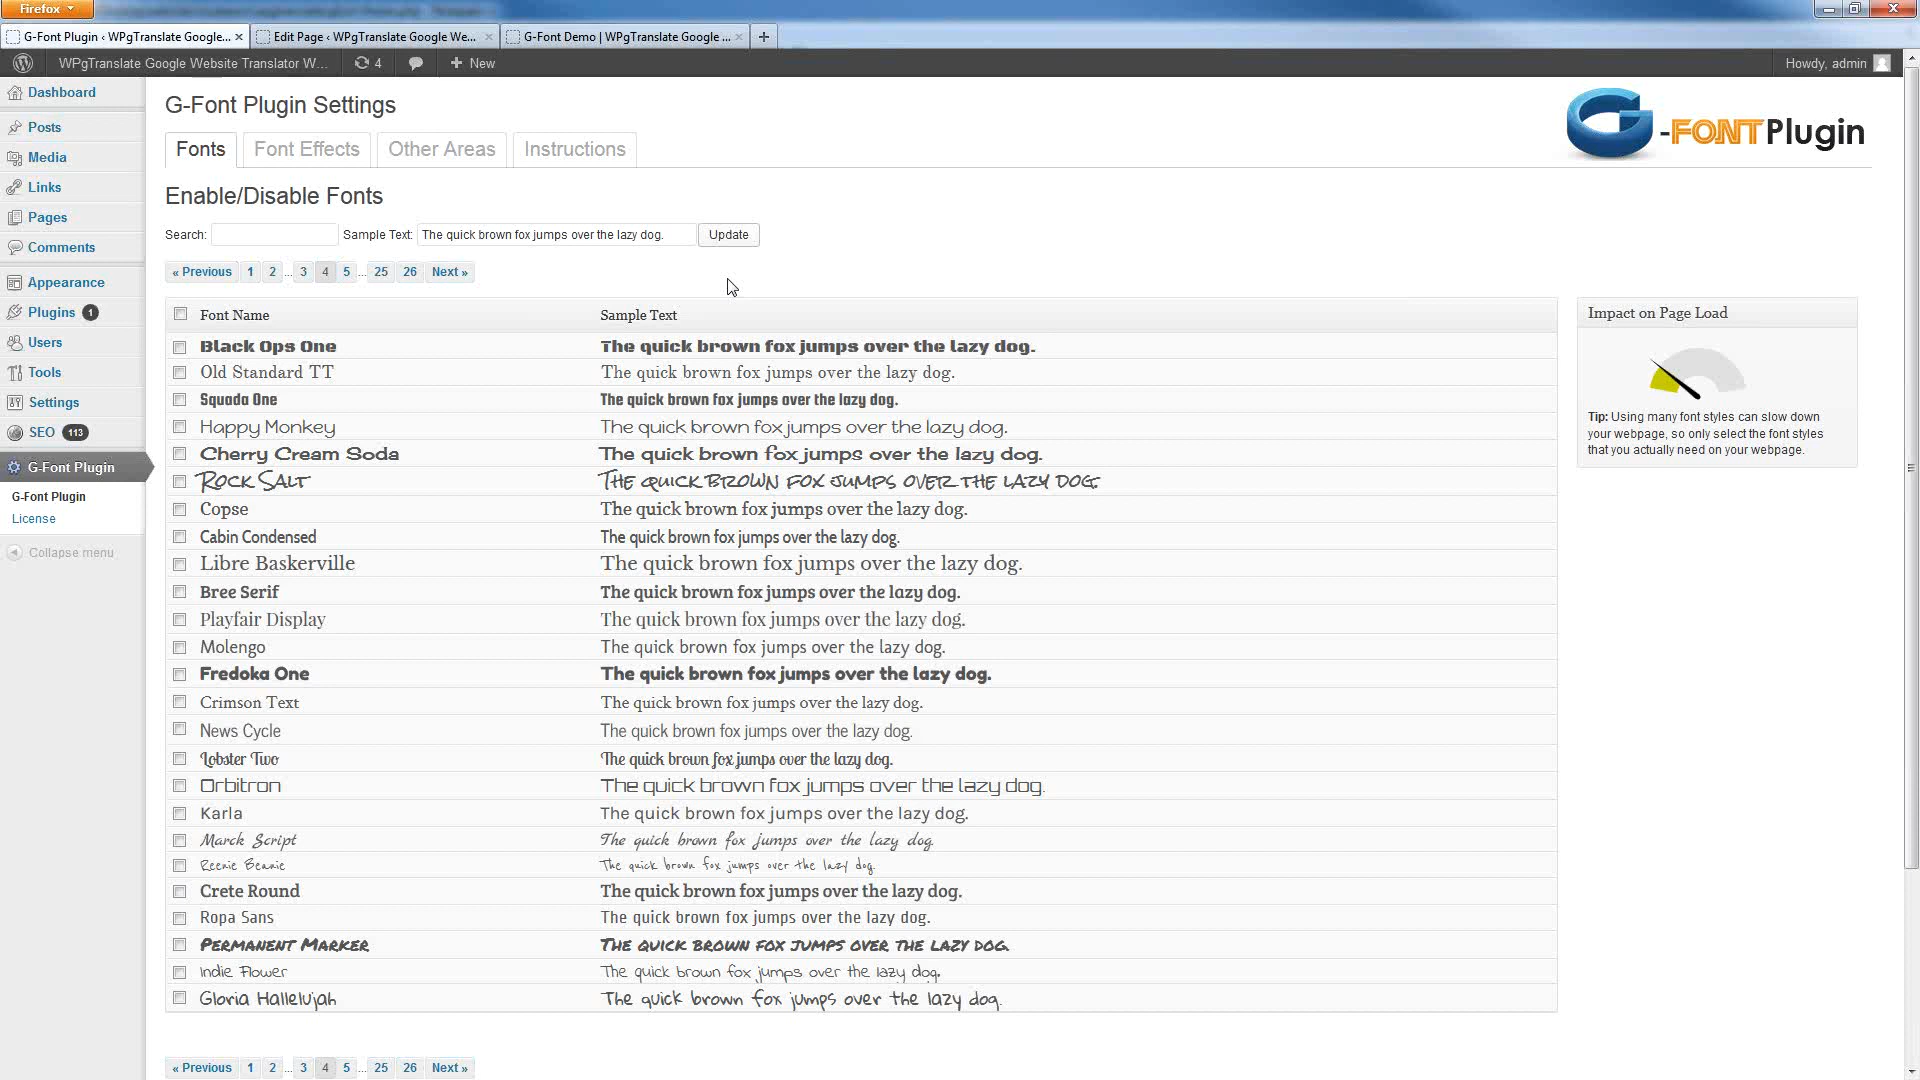 Firefox
G-Font Plugin ‹ WPgTranslate Google... × Edit Page ‹ WPgTranslate Google We... × G-Font Demo | WPgTranslate Google ... × +
WPgTranslate Google Website Translator W... 4 + New Howdy, admin
Dashboard
Posts
Media
Links
Pages
Comments
Appearance
Plugins 1
Users
Tools
Settings
SEO 113
G-Font Plugin
G-Font Plugin
License
Collapse menu
G-Font Plugin Settings
G-FONTPlugin
Fonts Font Effects Other Areas Instructions
Enable/Disable Fonts
Search: Sample Text: The quick brown fox jumps over the lazy dog. Update
« Previous 1 2 ... 3 4 5 ... 25 26 Next »
Font Name Sample Text
Black Ops One The quick brown fox jumps over the lazy dog.
Old Standard TT The quick brown fox jumps over the lazy dog.
Squada One The quick brown fox jumps over the lazy dog.
Happy Monkey The quick brown fox jumps over the lazy dog.
Cherry Cream Soda The quick brown fox jumps over the lazy dog.
Rock Salt The quick brown fox jumps over the lazy dog.
Copse The quick brown fox jumps over the lazy dog.
Cabin Condensed The quick brown fox jumps over the lazy dog.
Libre Baskerville The quick brown fox jumps over the lazy dog.
Bree Serif The quick brown fox jumps over the lazy dog.
Playfair Display The quick brown fox jumps over the lazy dog.
Molengo The quick brown fox jumps over the lazy dog.
Fredoka One The quick brown fox jumps over the lazy dog.
Crimson Text The quick brown fox jumps over the lazy dog.
News Cycle The quick brown fox jumps over the lazy dog.
Lobster Two The quick brown fox jumps over the lazy dog.
Orbitron The quick brown fox jumps over the lazy dog.
Karla The quick brown fox jumps over the lazy dog.
Marck Script The quick brown fox jumps over the lazy dog.
Reenie Beanie The quick brown fox jumps over the lazy dog.
Crete Round The quick brown fox jumps over the lazy dog.
Ropa Sans The quick brown fox jumps over the lazy dog.
Permanent Marker The quick brown fox jumps over the lazy dog.
Indie Flower The quick brown fox jumps over the lazy dog.
Gloria Hallelujah The quick brown fox jumps over the lazy dog.
« Previous 1 2 ... 3 4 5 ... 25 26 Next »
Impact on Page Load
Tip: Using many font styles can slow down
your webpage, so only select the font styles
that you actually need on your webpage.